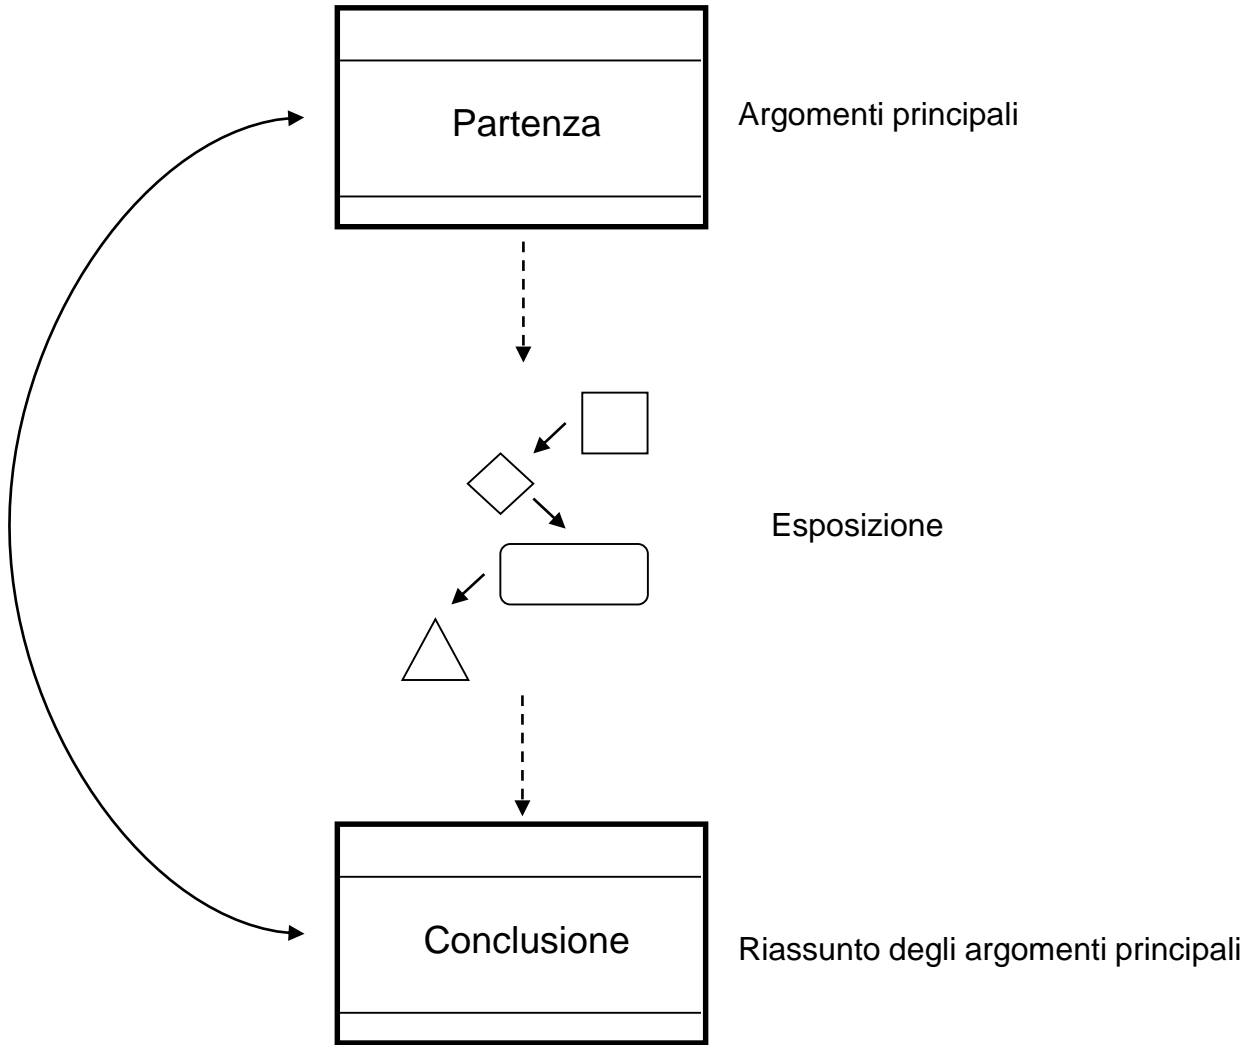 Partenza
Argomenti principali
Esposizione
Conclusione
Riassunto degli argomenti principali